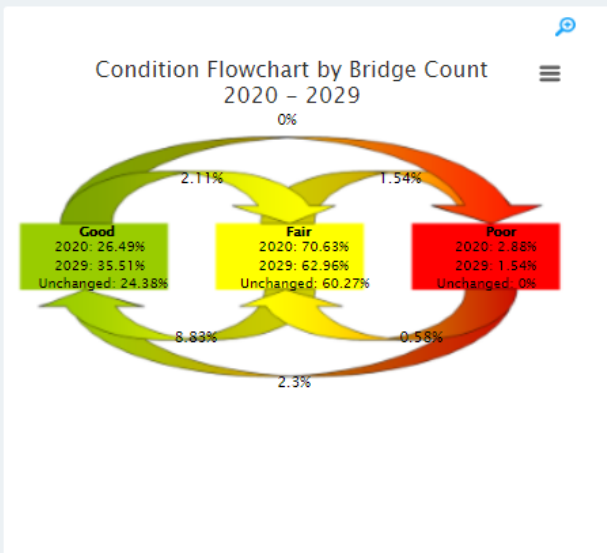 Condition Flowchart by Bridge Count
2020 – 2029
0%
2.11%
1.54%
Good
2020: 26.49%
2029: 35.51%
Unchanged: 24.38%
Fair
2020: 70.63%
2029: 62.96%
Unchanged: 60.27%
Poor
2020: 2.88%
2029: 1.54%
Unchanged: 0%
8.83%
0.58%
2.3%